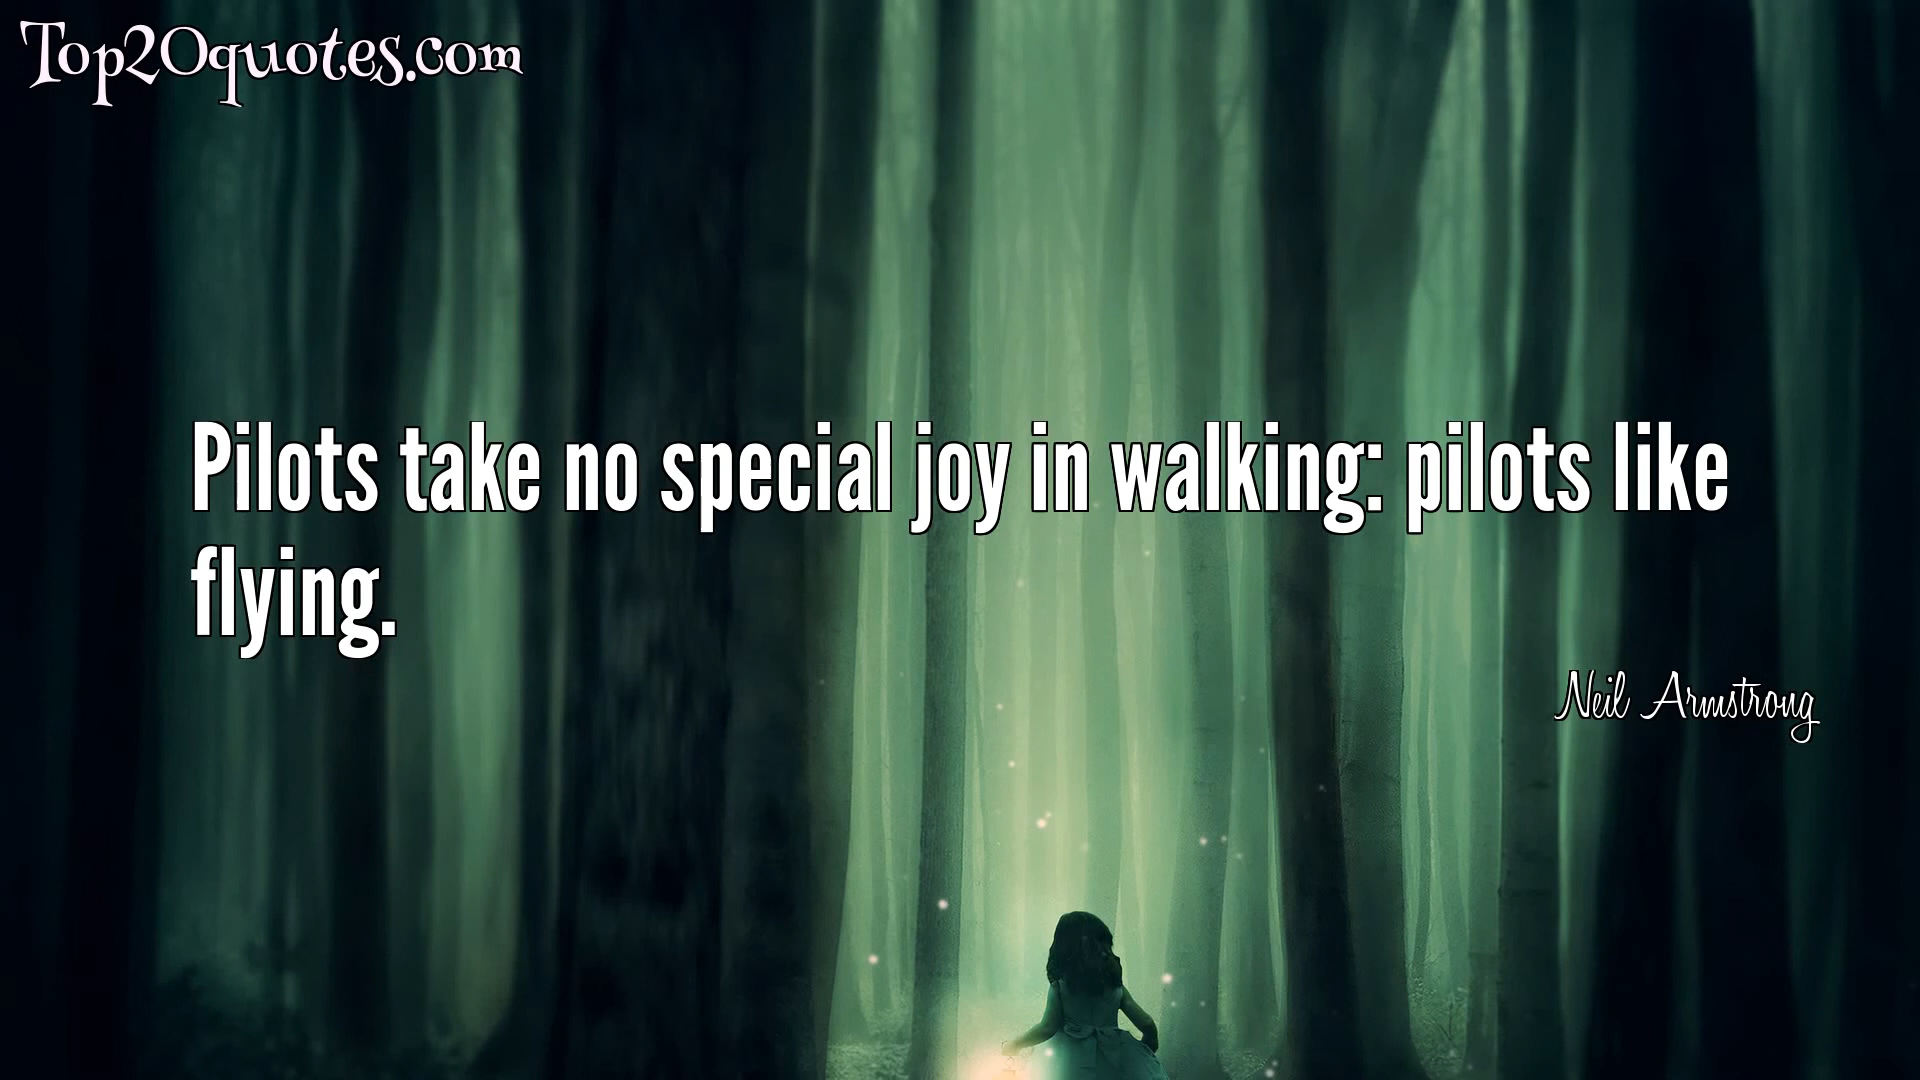 Top20quotes.com
Pilots take no special joy in walking: pilots like
flying.
Neil Armstrong